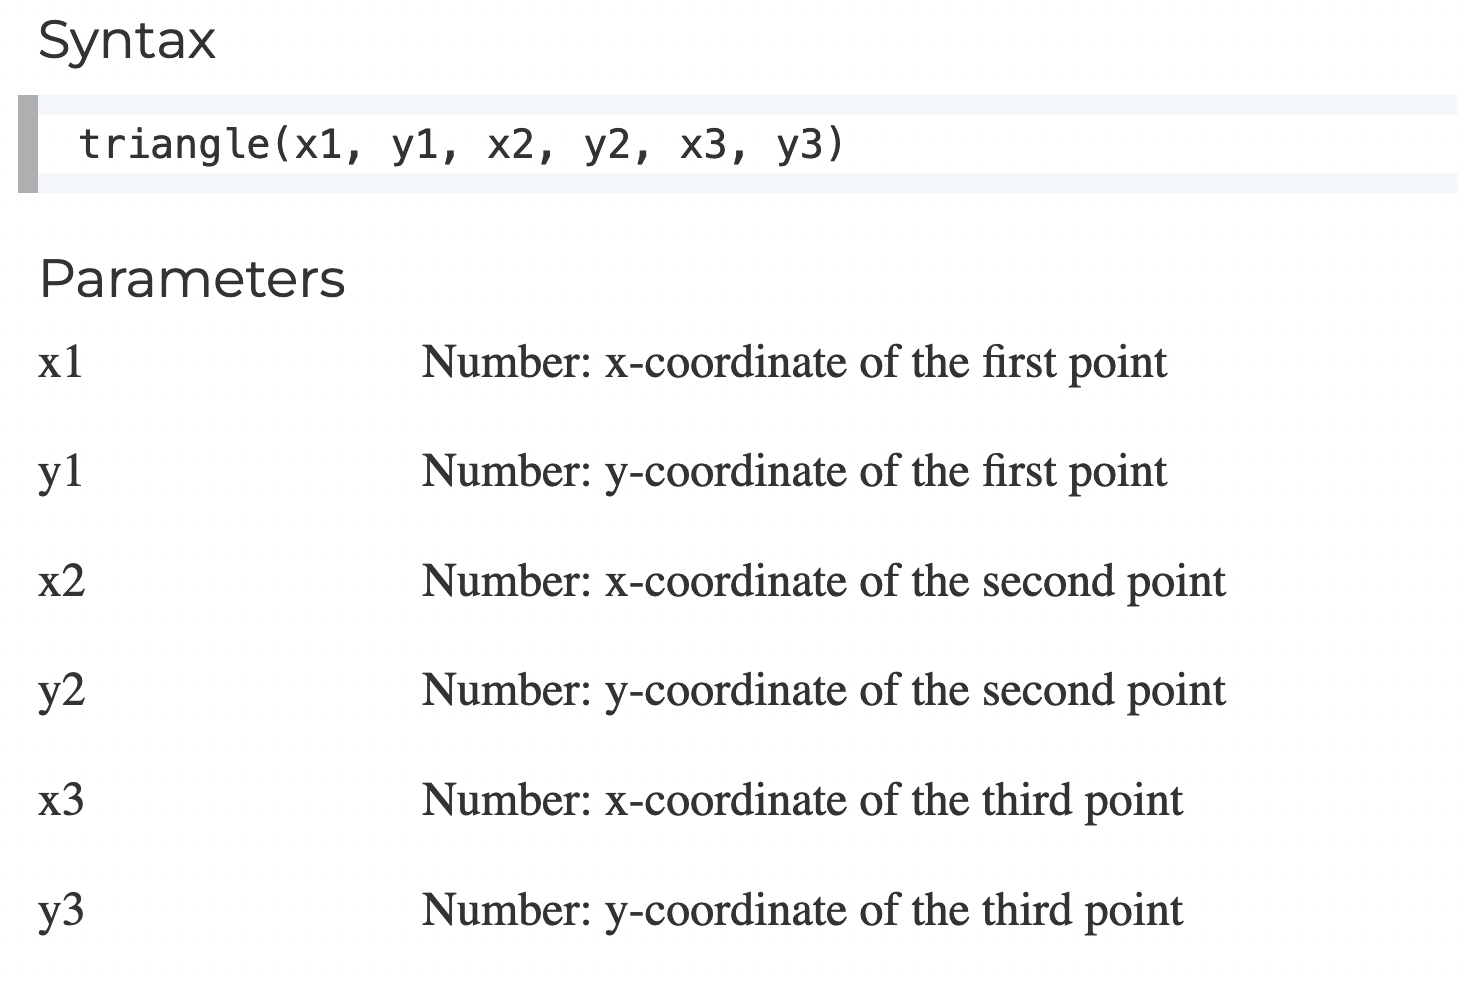 Syntax
triangle(x1, y1, x2, y2, x3, y3)
Parameters
x1 Number: x-coordinate of the first point
y1 Number: y-coordinate of the first point
x2 Number: x-coordinate of the second point
y2 Number: y-coordinate of the second point
x3 Number: x-coordinate of the third point
y3 Number: y-coordinate of the third point